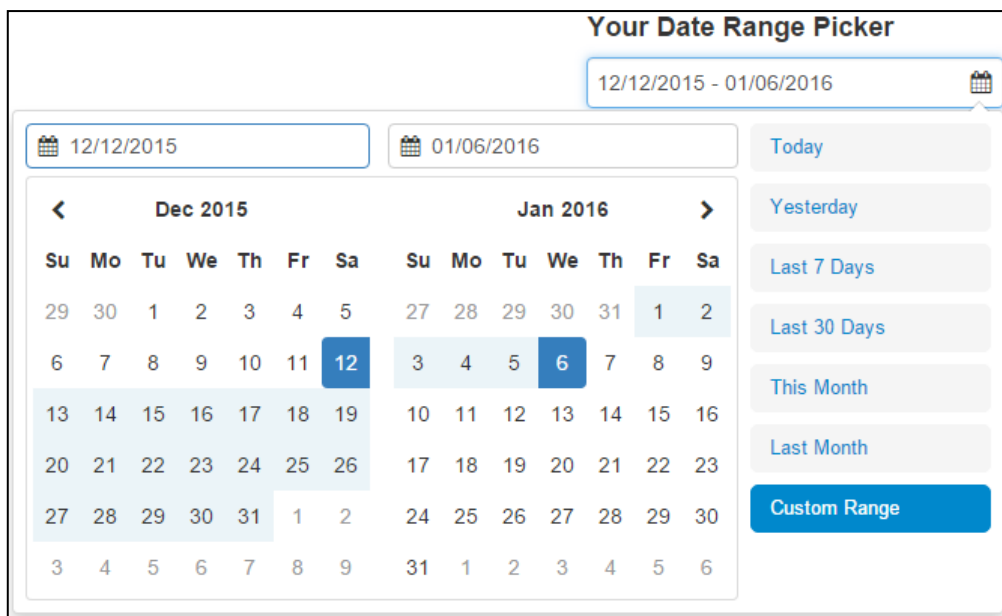 Your Date Range Picker
12/12/2015 - 01/06/2016
12/12/2015
01/06/2016
Dec 2015
Su Mo Tu We Th Fr Sa
29 30 1 2 3 4 5
6 7 8 9 10 11 12
13 14 15 16 17 18 19
20 21 22 23 24 25 26
27 28 29 30 31 1 2
3 4 5 6 7 8 9
Jan 2016
Su Mo Tu We Th Fr Sa
27 28 29 30 31 1 2
3 4 5 6 7 8 9
10 11 12 13 14 15 16
17 18 19 20 21 22 23
24 25 26 27 28 29 30
31 1 2 3 4 5 6
Today
Yesterday
Last 7 Days
Last 30 Days
This Month
Last Month
Custom Range